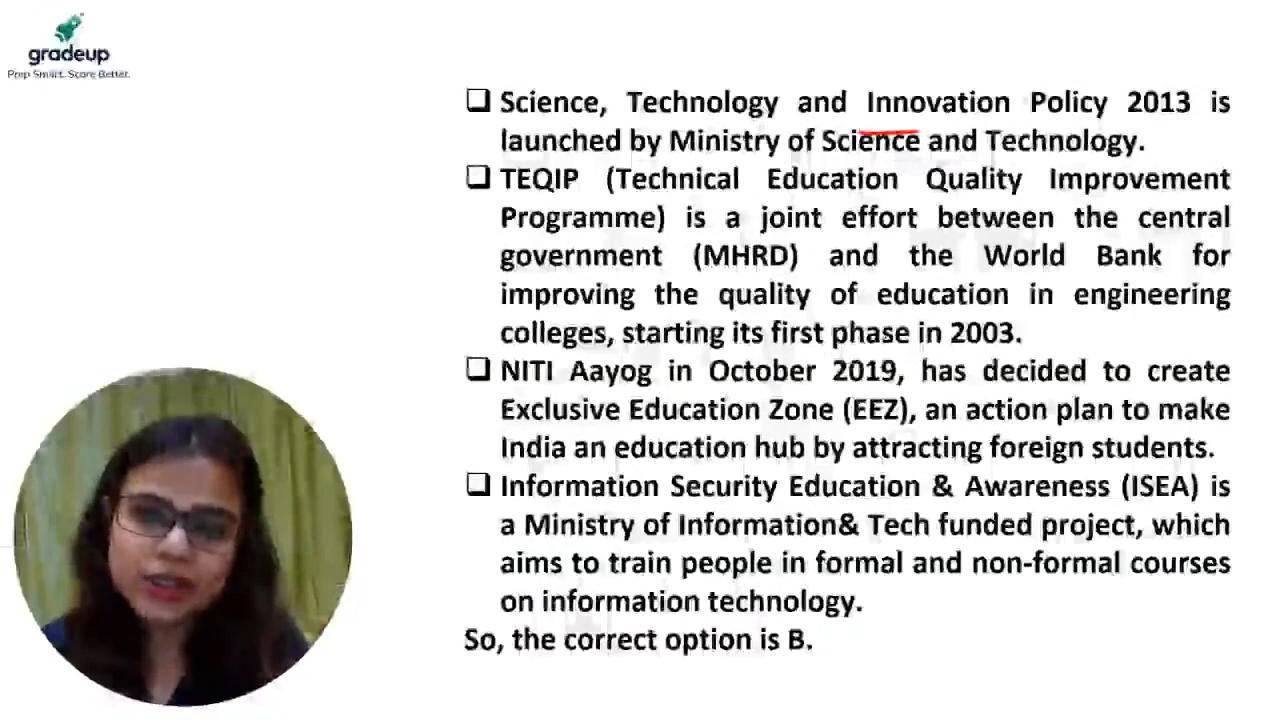 gradeup
Prep Smart. Score Better.
❑ Science, Technology and Innovation Policy 2013 is
launched by Ministry of Science and Technology.
❑ TEQIP (Technical Education Quality Improvement
Programme) is a joint effort between the central
government (MHRD) and the World Bank for
improving the quality of education in engineering
colleges, starting its first phase in 2003.
❑ NITI Aayog in October 2019, has decided to create
Exclusive Education Zone (EEZ), an action plan to make
India an education hub by attracting foreign students.
❑ Information Security Education & Awareness (ISEA) is
a Ministry of Information& Tech funded project, which
aims to train people in formal and non-formal courses
on information technology.
So, the correct option is B.